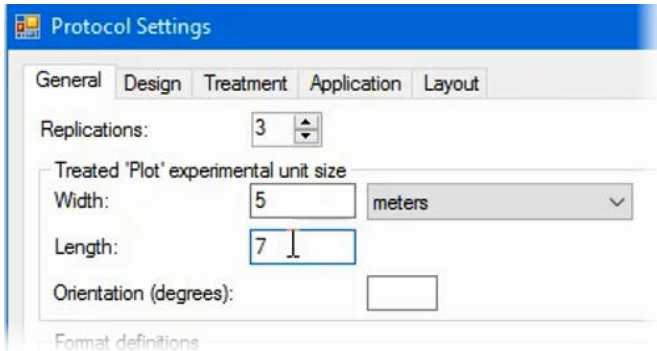 Protocol Settings
General Design Treatment Application Layout
Replications: 3
Treated 'Plot' experimental unit size
Width: 5 meters
Length: 7
Orientation (degrees):
Format definitions